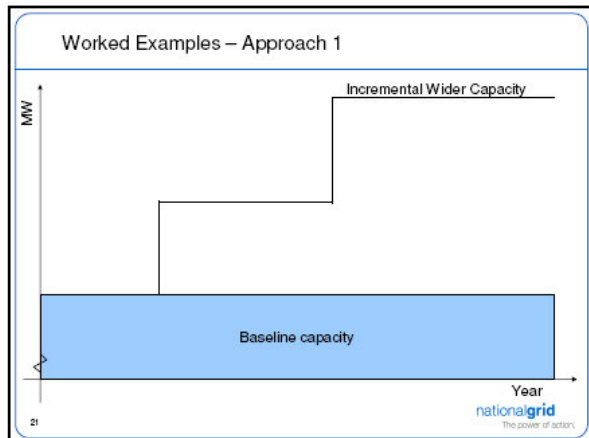 Worked Examples – Approach 1
Incremental Wider Capacity
MW
Baseline capacity
Year
21
nationalgrid
The power of action.